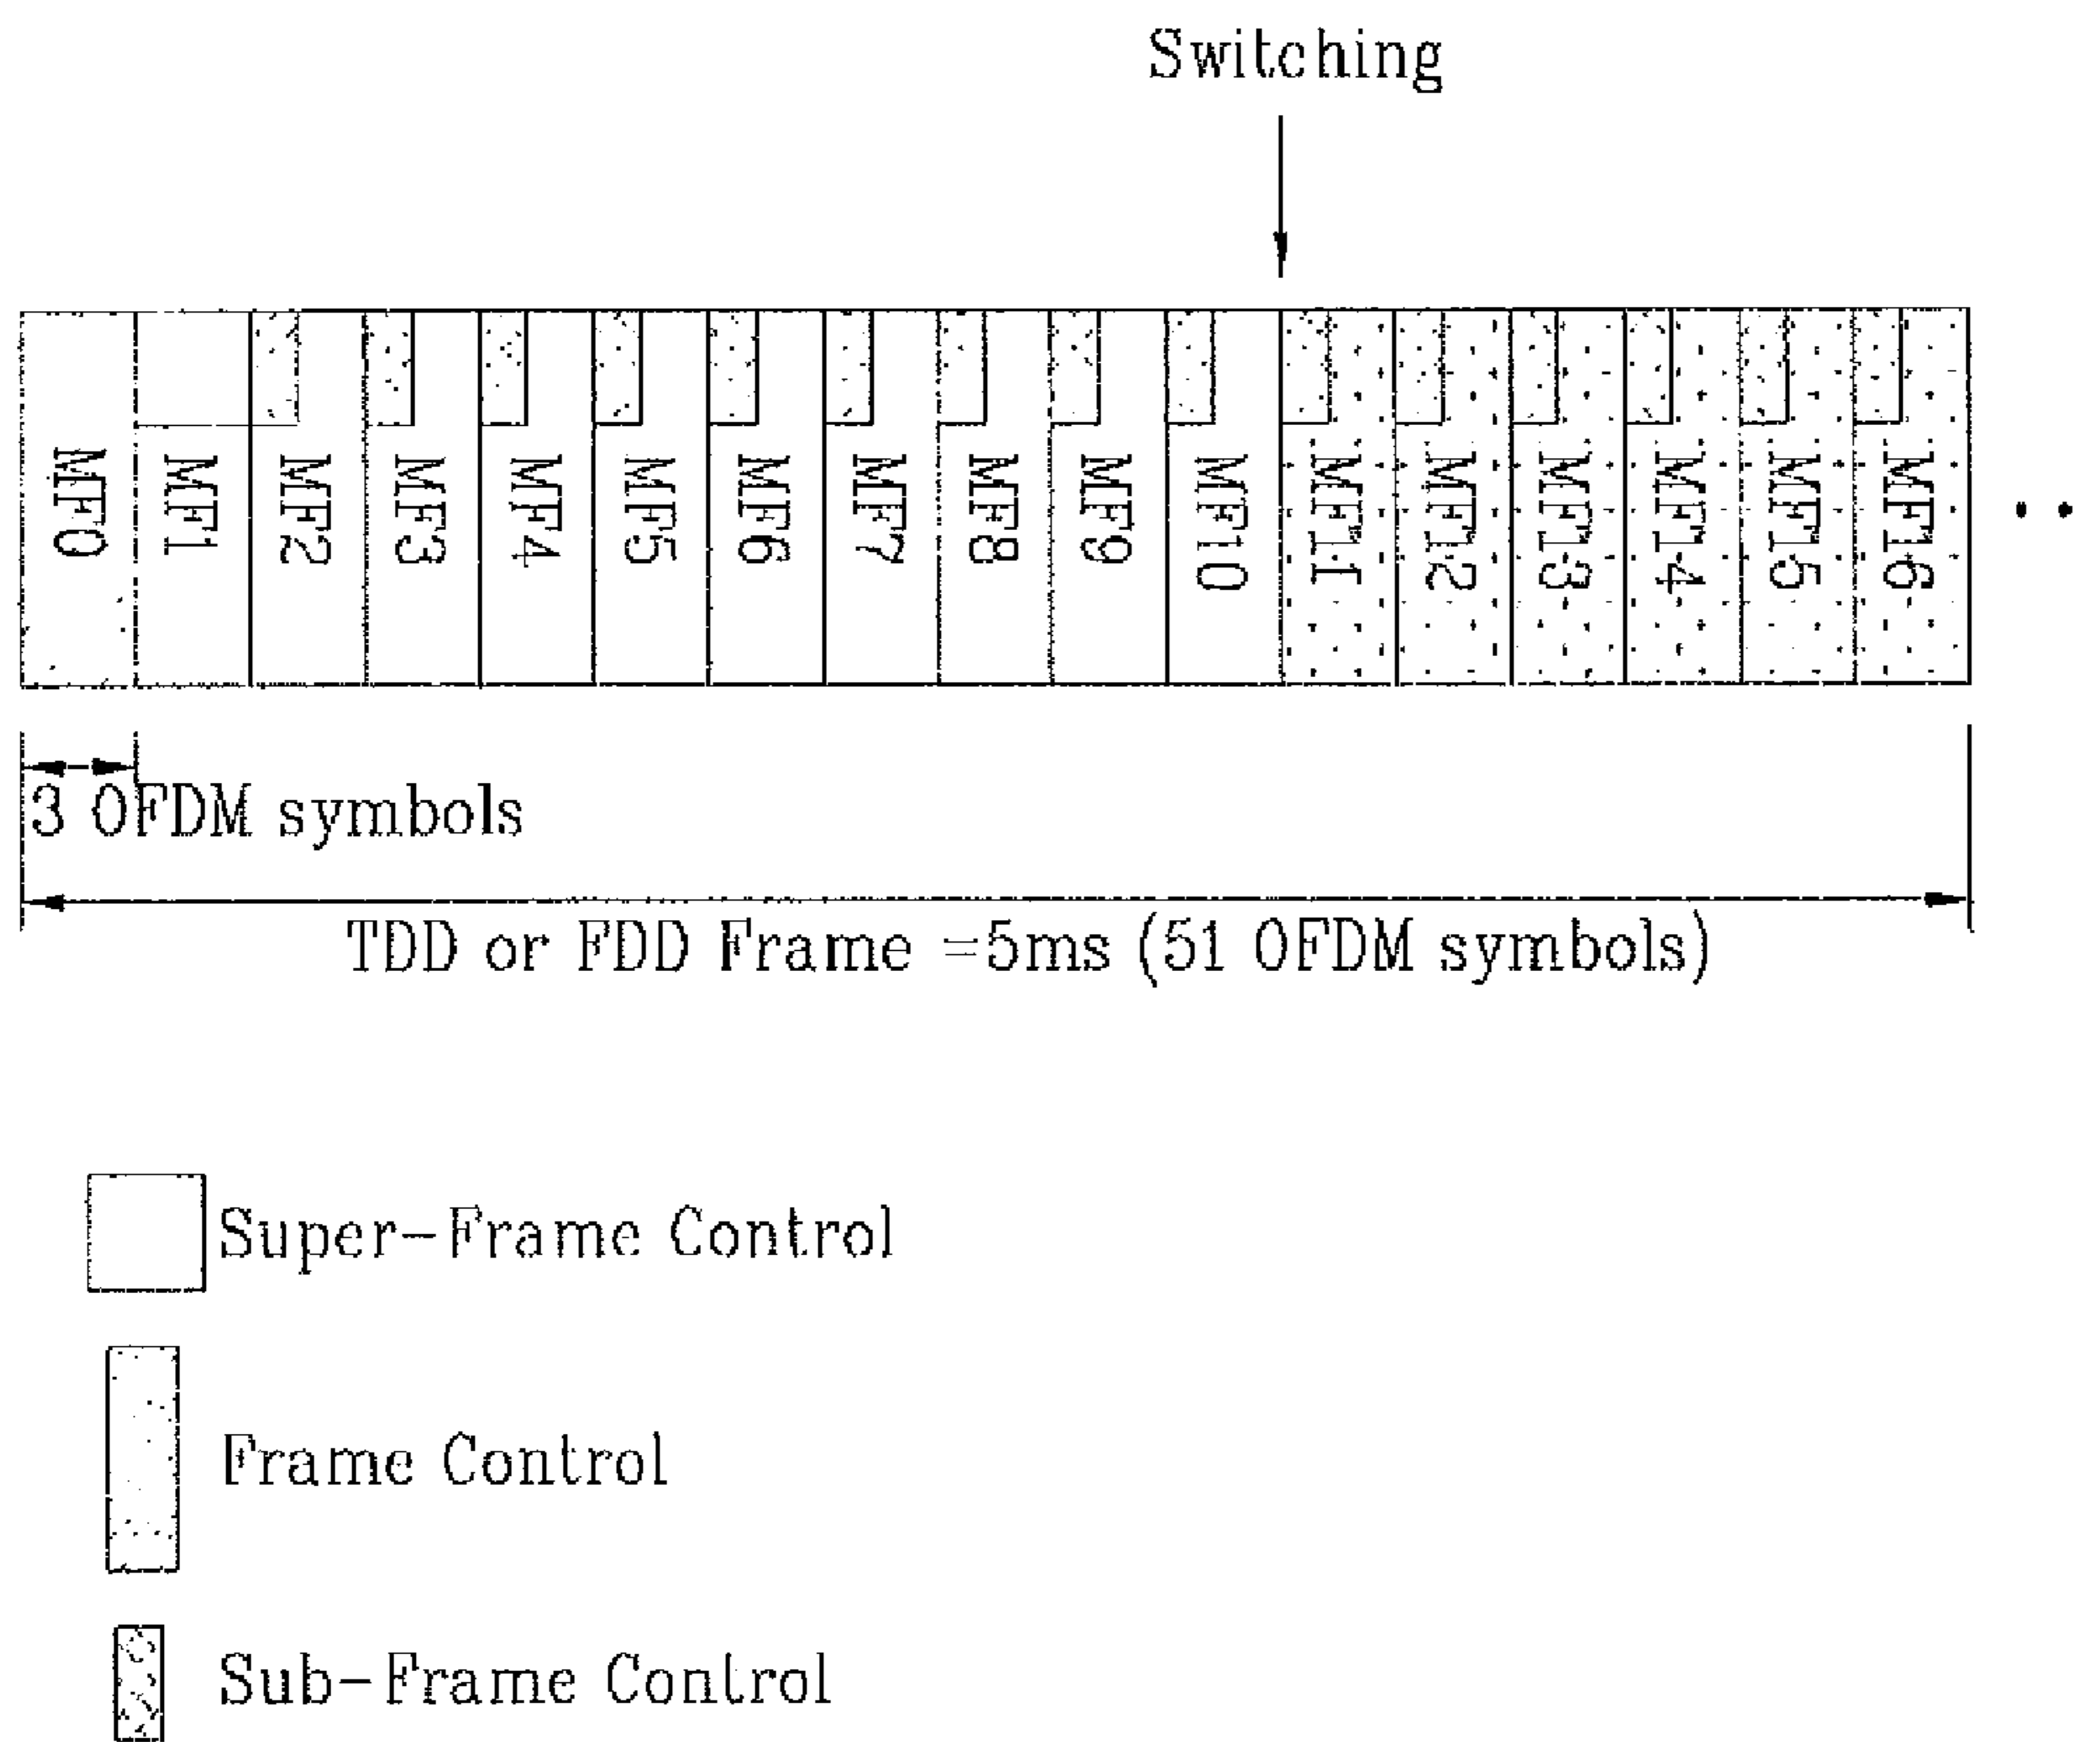 Switching
MF0 MF1 MF2 MF3 MF4 MF5 MF6 MF7 MF8 MF9 MF10 MF11 MF12 MF13 MF14 MF15 MF16
3 OFDM symbols
TDD or FDD Frame =5ms (51 OFDM symbols)
Super-Frame Control
Frame Control
Sub-Frame Control